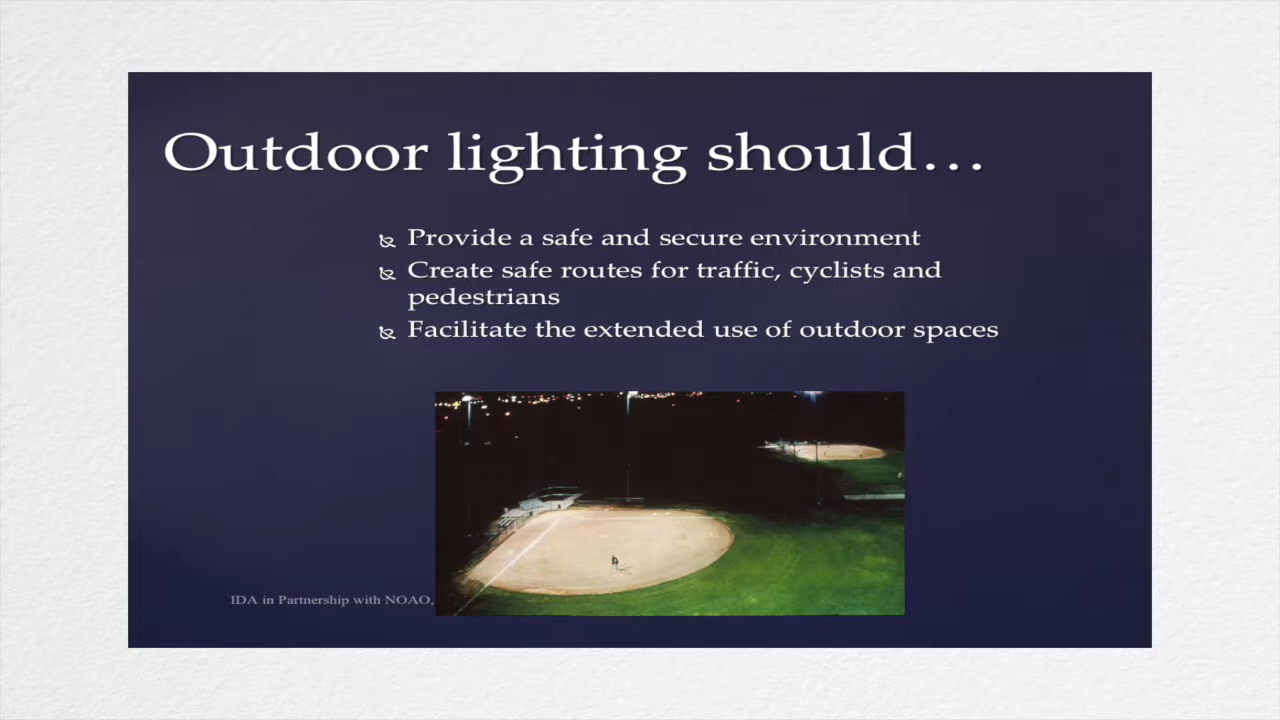 Outdoor lighting should…
Provide a safe and secure environment
Create safe routes for traffic, cyclists and
pedestrians
Facilitate the extended use of outdoor spaces
IDA in Partnership with NOAO,